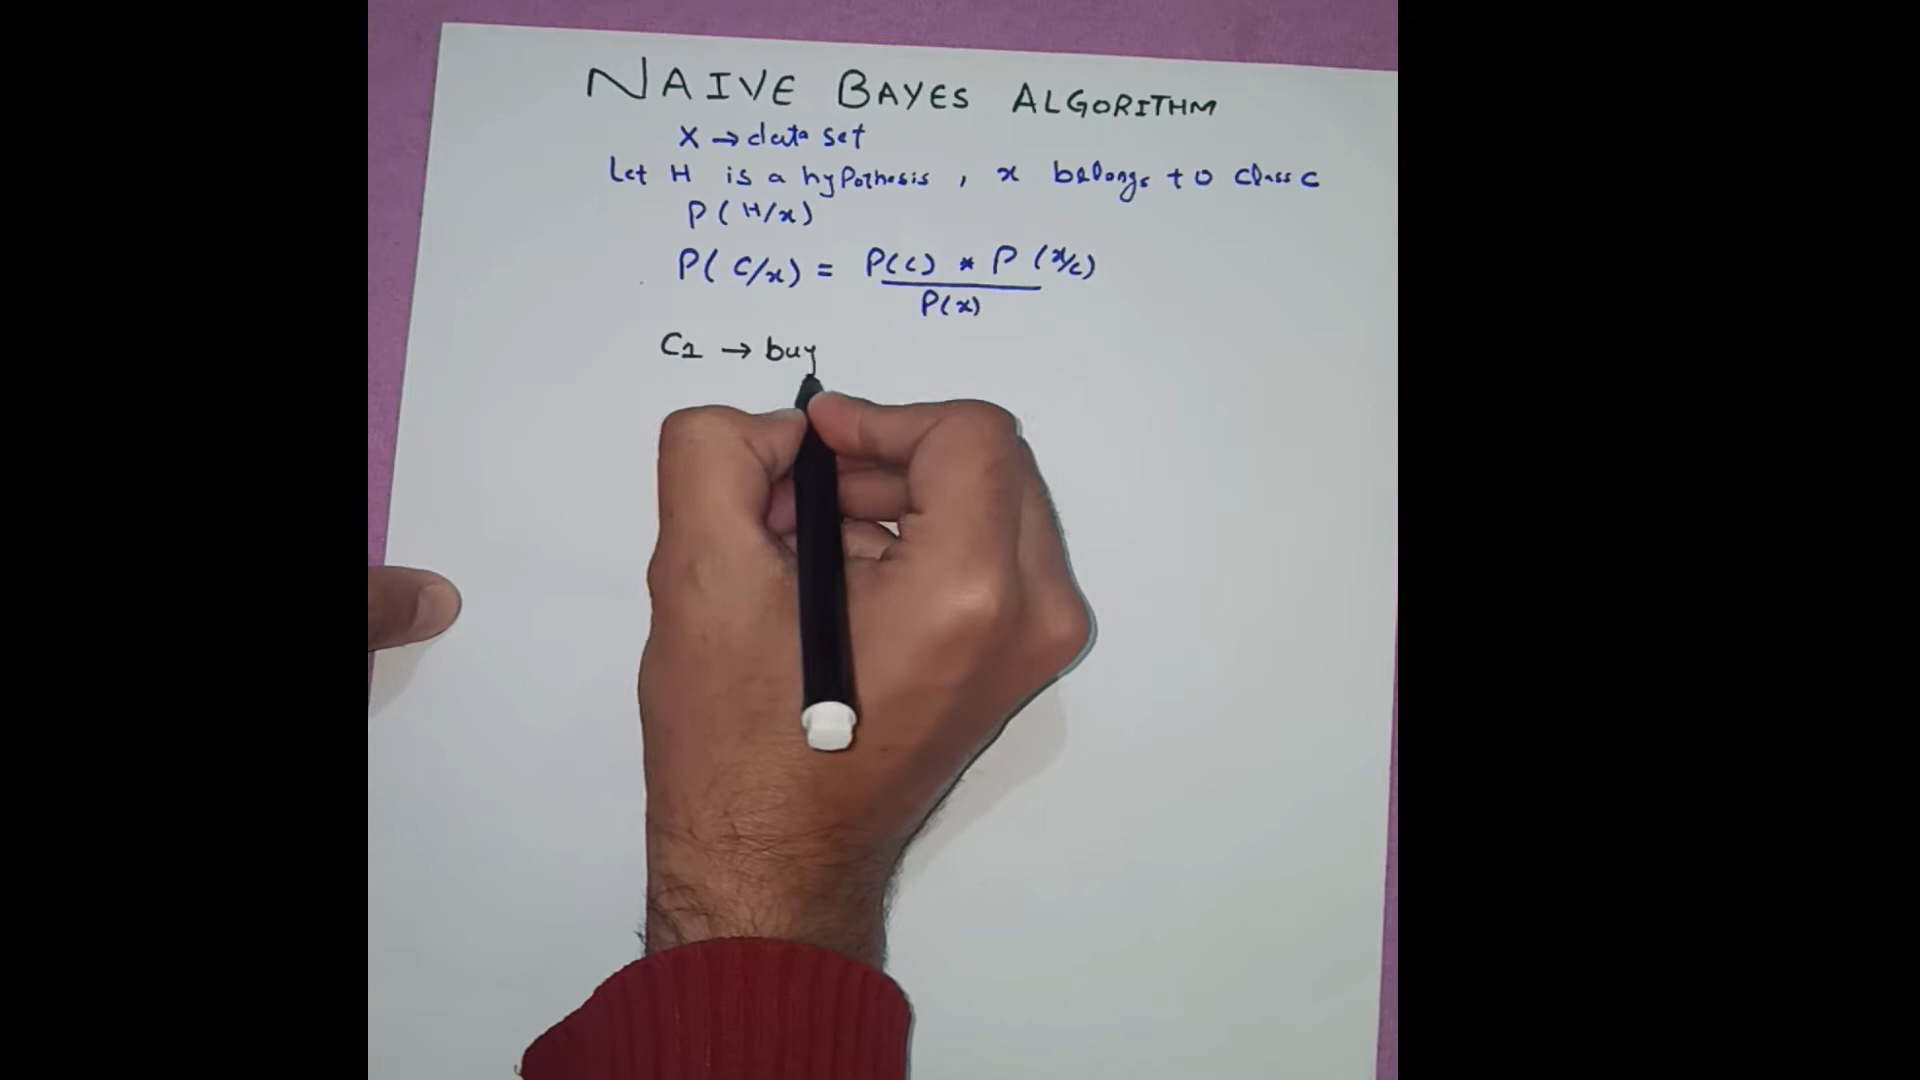 NAIVE BAYES ALGORITHM
X → data set
Let H is a hypothesis , x belongs to class c
P( H/x)
P( C/x) = P(c) * P (x/c)
P(x)
C1 → buy